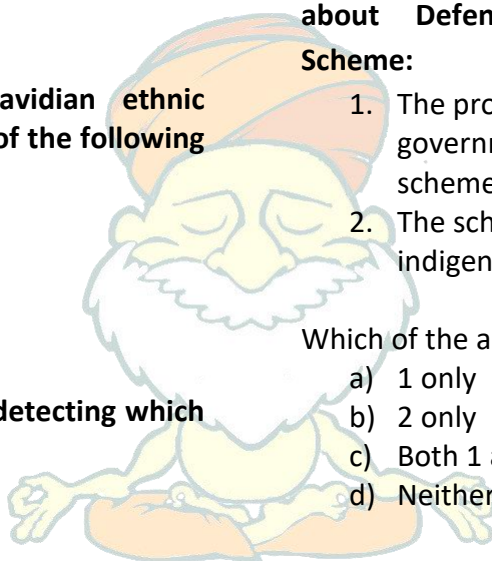 avidian ethnic
of the following
detecting which
about Defen
Scheme:
1. The pro
governr
scheme
2. The sch
indigen
Which of the a
a) 1 only
b) 2 only
c) Both 1 a
d) Neither